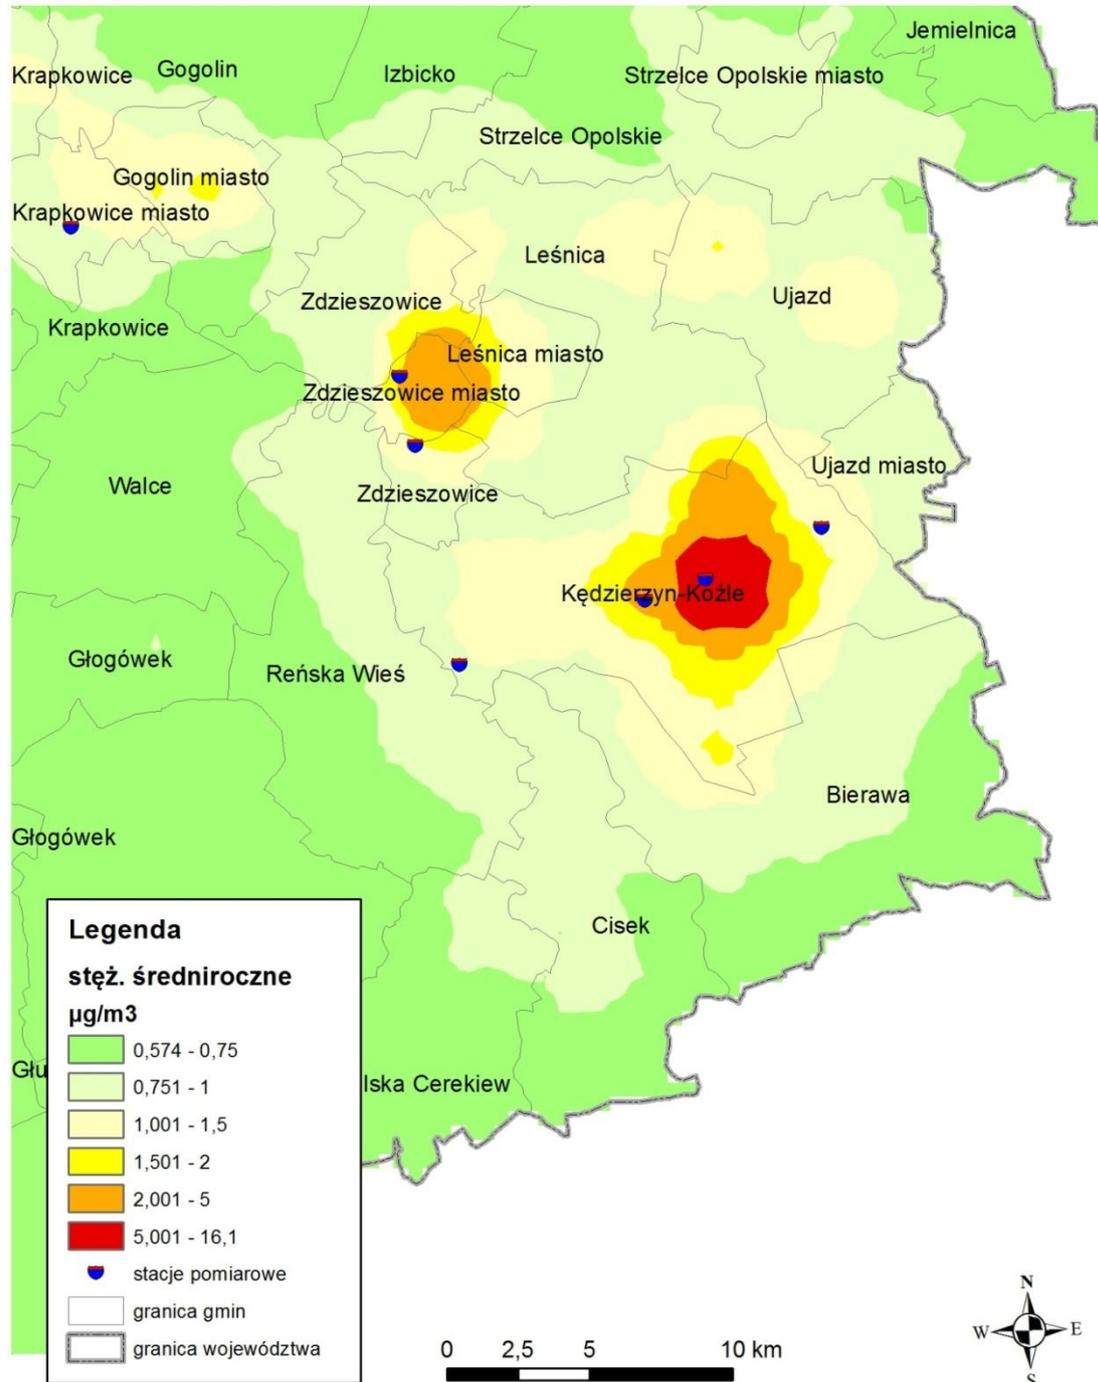 Jemielnica
Krapkowice
Gogolin
Izbicko
Strzelce Opolskie miasto
Strzelce Opolskie
Gogolin miasto
Krapkowice miasto
Leśnica
Zdzieszowice
Ujazd
Krapkowice
Leśnica miasto
Zdzieszowice miasto
Ujazd miasto
Walce
Zdzieszowice
Kędzierzyn-Koźle
Głogówek
Reńska Wieś
Bierawa
Głogówek
Cisek
Głu
lska Cerekiew
Legenda
stęż. średniroczne
µg/m3
0,574 - 0,75
0,751 - 1
1,001 - 1,5
1,501 - 2
2,001 - 5
5,001 - 16,1
stacje pomiarowe
granica gmin
granica województwa
0 2,5 5 10 km
N
W E
S